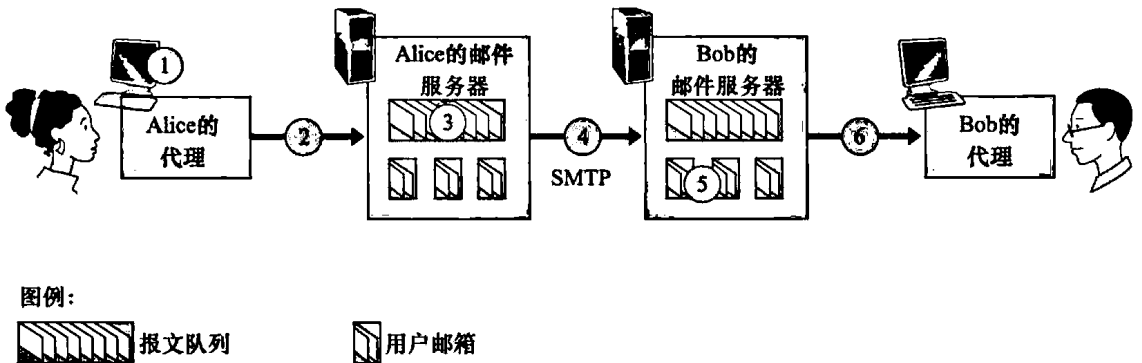 ①
Alice的
代理
②
Alice的邮件
服务器
③
④
SMTP
Bob的
邮件服务器
⑤
⑥
Bob的
代理
图例：
报文队列
用户邮箱